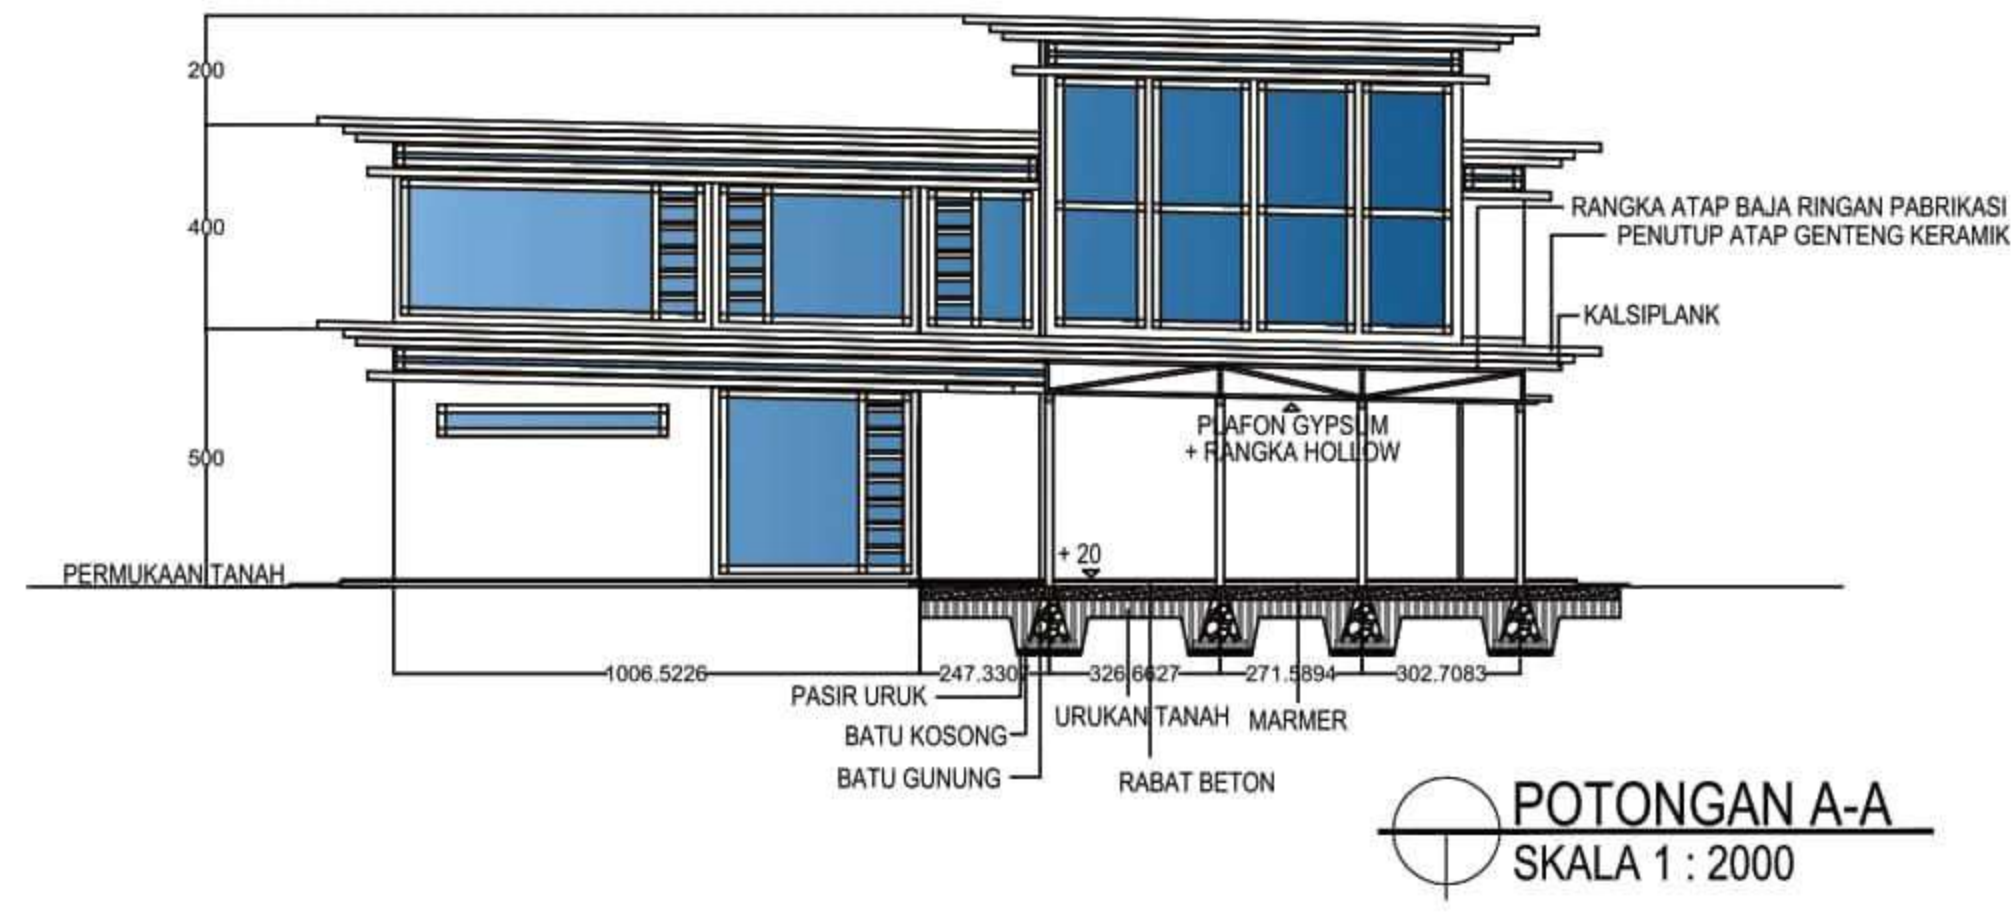 200
400
500
RANGKA ATAP BAJA RINGAN PABRIKASI
PENUTUP ATAP GENTENG KERAMIK
KALSIPLANK
PLAFON GYPSUM
+ RANGKA HOLLOW
+ 20
PERMUKAAN TANAH
1006.5226 247.3307 326.6627 271.5894 302.7083
PASIR URUK
URUKAN TANAH
MARMER
BATU KOSONG
BATU GUNUNG
RABAT BETON
POTONGAN A-A
SKALA 1 : 2000